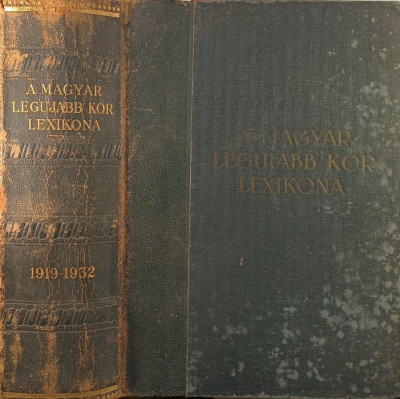 A MAGYAR
LEGUJABB KOR
LEXIKONA
1919-1932
A MAGYAR
LEGUJABB KOR
LEXIKONA